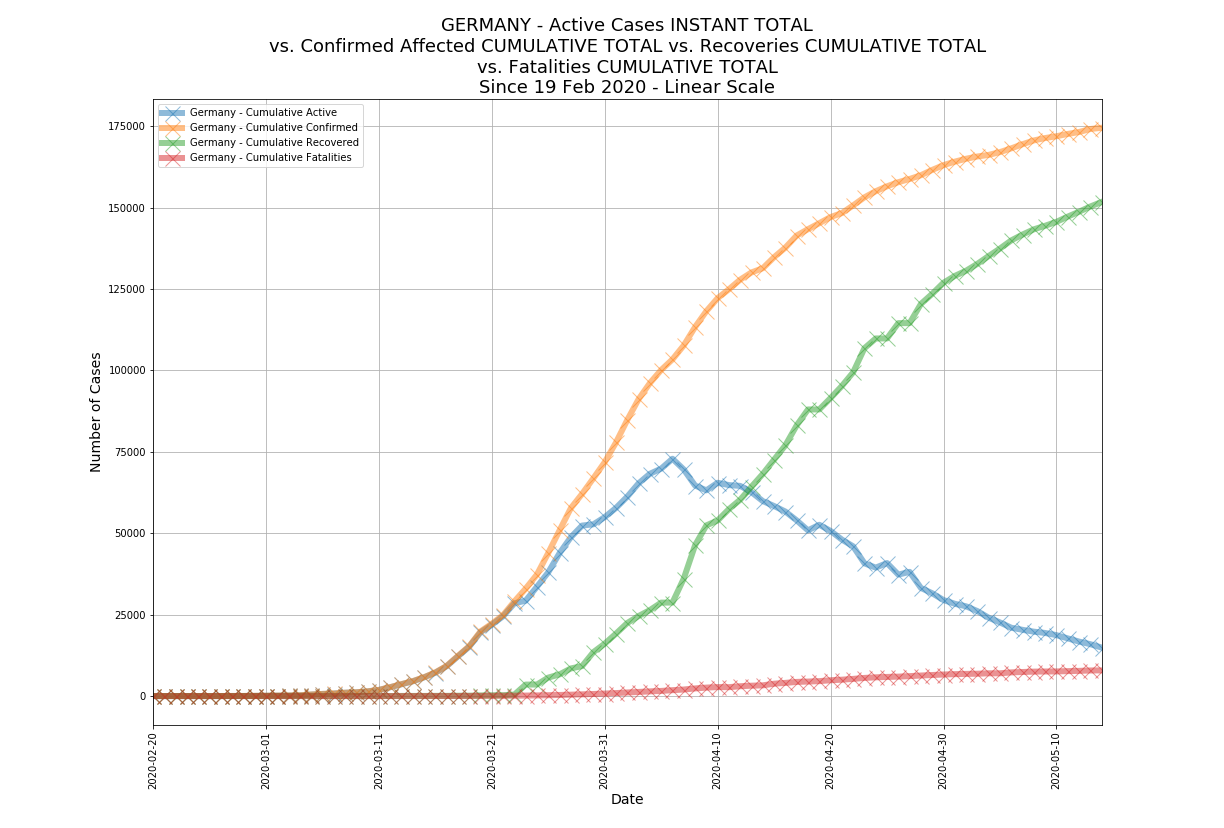 GERMANY - Active Cases INSTANT TOTAL
vs. Confirmed Affected CUMULATIVE TOTAL vs. Recoveries CUMULATIVE TOTAL
vs. Fatalities CUMULATIVE TOTAL
Since 19 Feb 2020 - Linear Scale
Germany - Cumulative Active
Germany - Cumulative Confirmed
Germany - Cumulative Recovered
Germany - Cumulative Fatalities
Number of Cases
175000
150000
125000
100000
75000
50000
25000
0
2020-02-20
2020-03-01
2020-03-11
2020-03-21
2020-03-31
2020-04-10
2020-04-20
2020-04-30
2020-05-10
Date